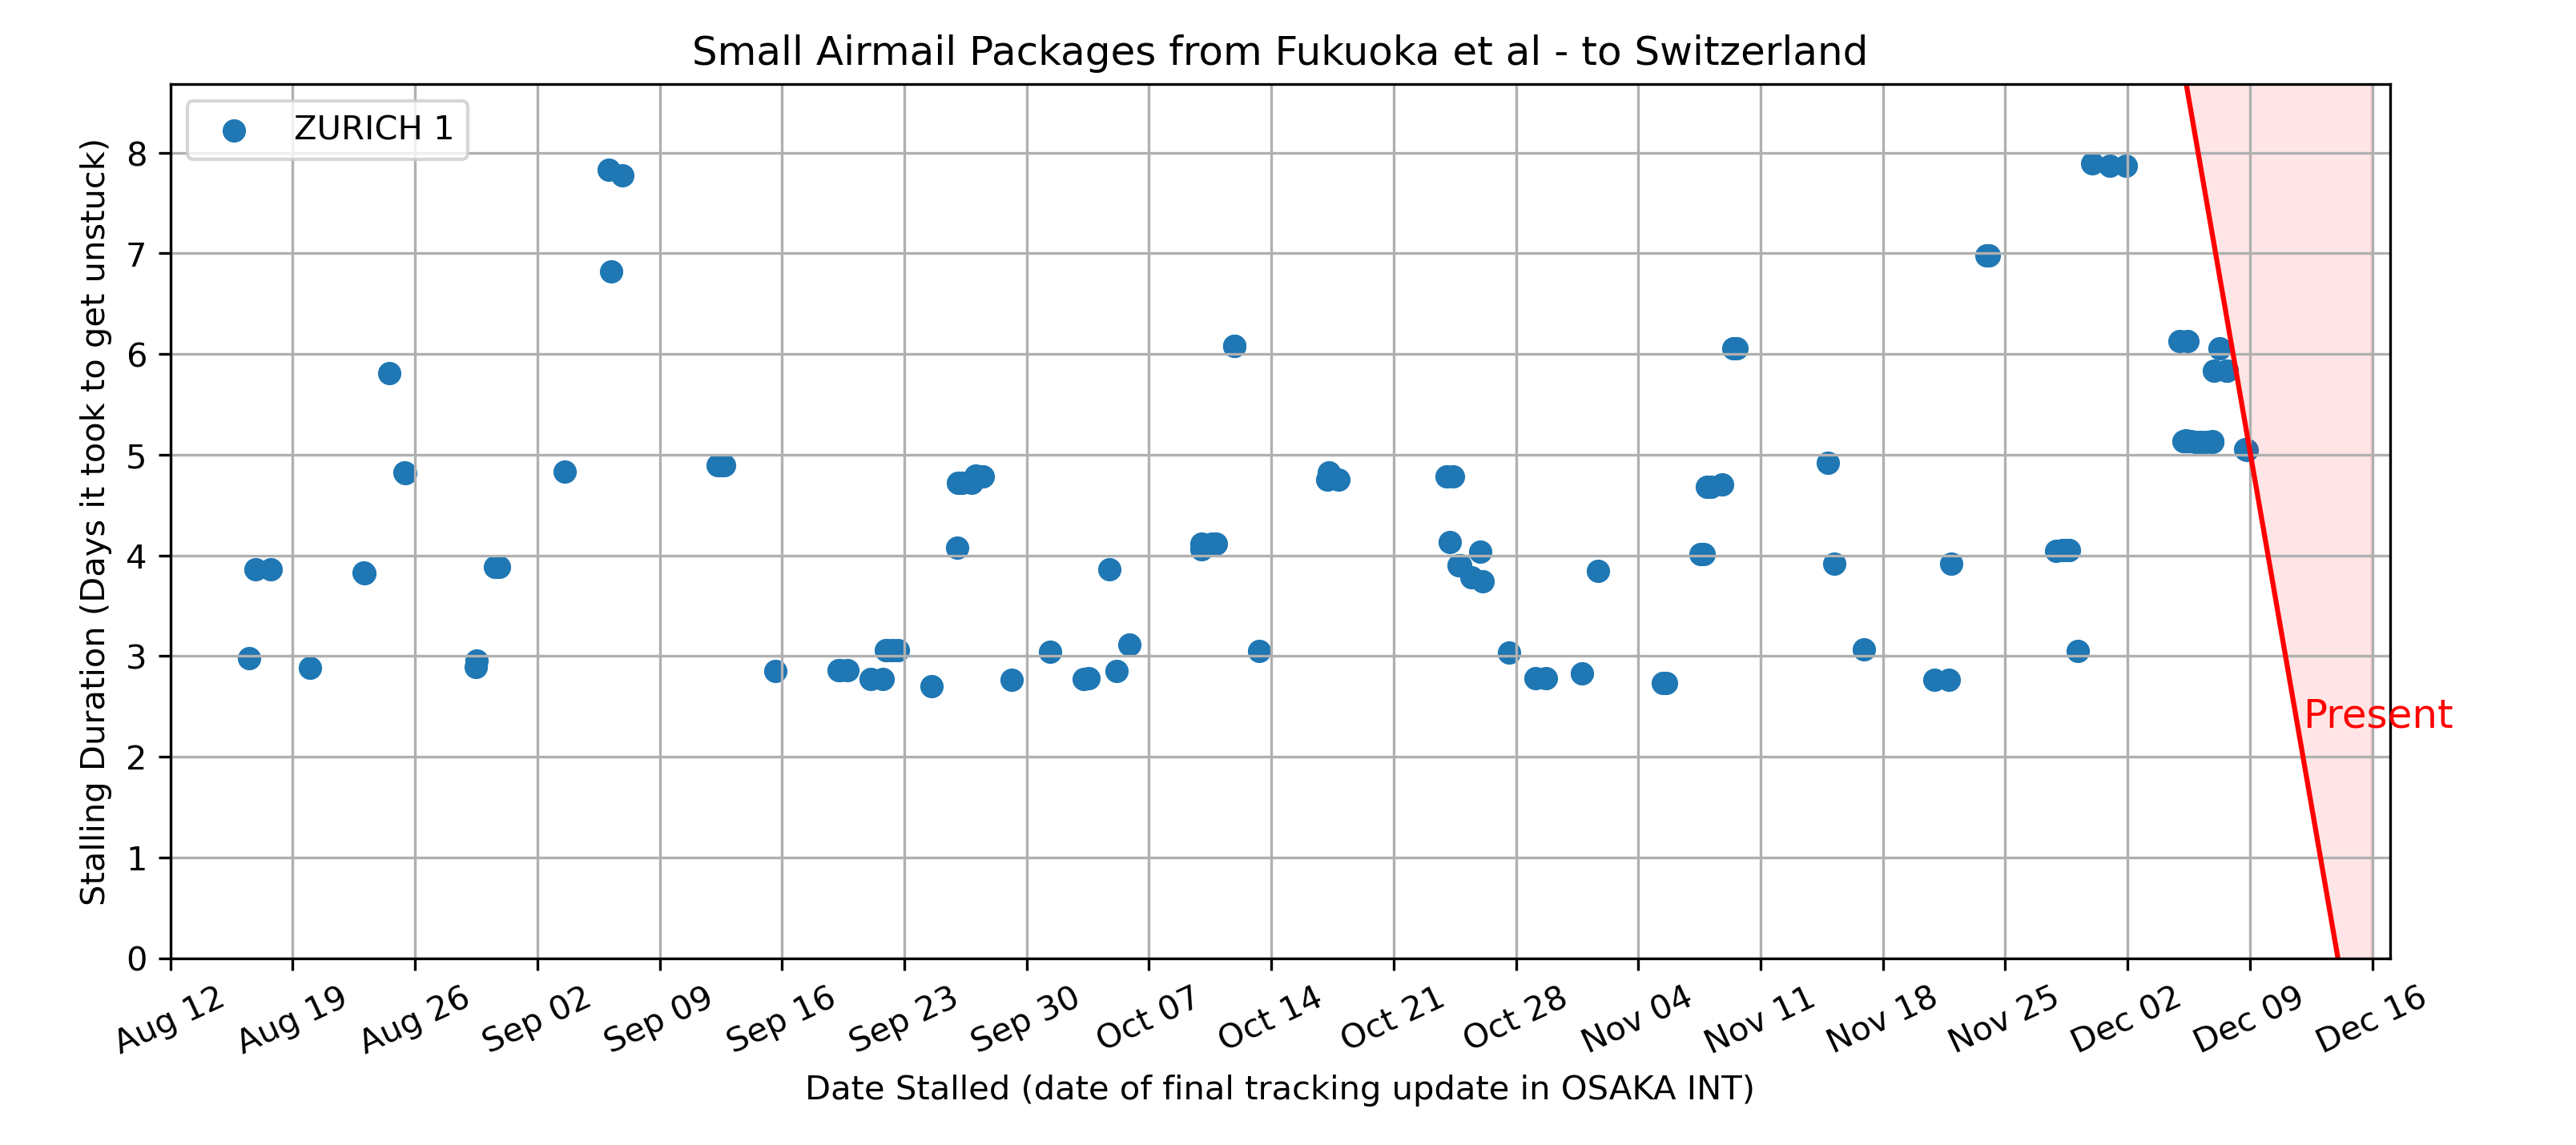 Small Airmail Packages from Fukuoka et al - to Switzerland
ZURICH 1
Stalling Duration (Days it took to get unstuck)
8
7
6
5
4
3
2
1
0
Present
Aug 12
Aug 19
Aug 26
Sep 02
Sep 09
Sep 16
Sep 23
Sep 30
Oct 07
Oct 14
Oct 21
Oct 28
Nov 04
Nov 11
Nov 18
Nov 25
Dec 02
Dec 09
Dec 16
Date Stalled (date of final tracking update in OSAKA INT)